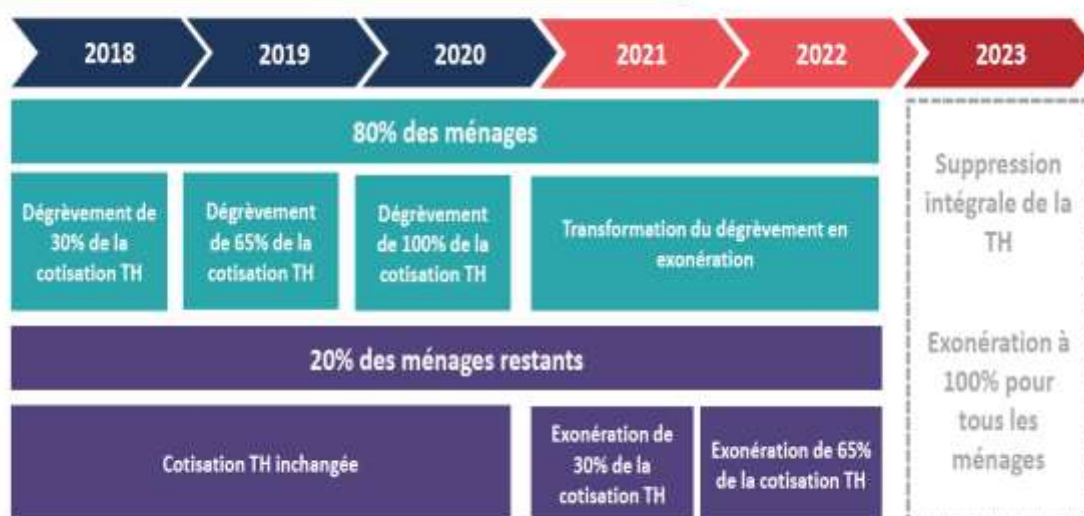 2018
2019
2020
2021
2022
2023
80% des ménages
Dégrèvement de
30% de la
cotisation TH
Dégrèvement
de 65% de la
cotisation TH
Dégrèvement
de 100% de la
cotisation TH
Transformation du dégrèvement en
exonération
20% des ménages restants
Cotisation TH inchangée
Exonération de
30% de la
cotisation TH
Exonération de 65%
de la cotisation TH
Suppression
intégrale de la
TH
Exonération à
100% pour
tous les
ménages